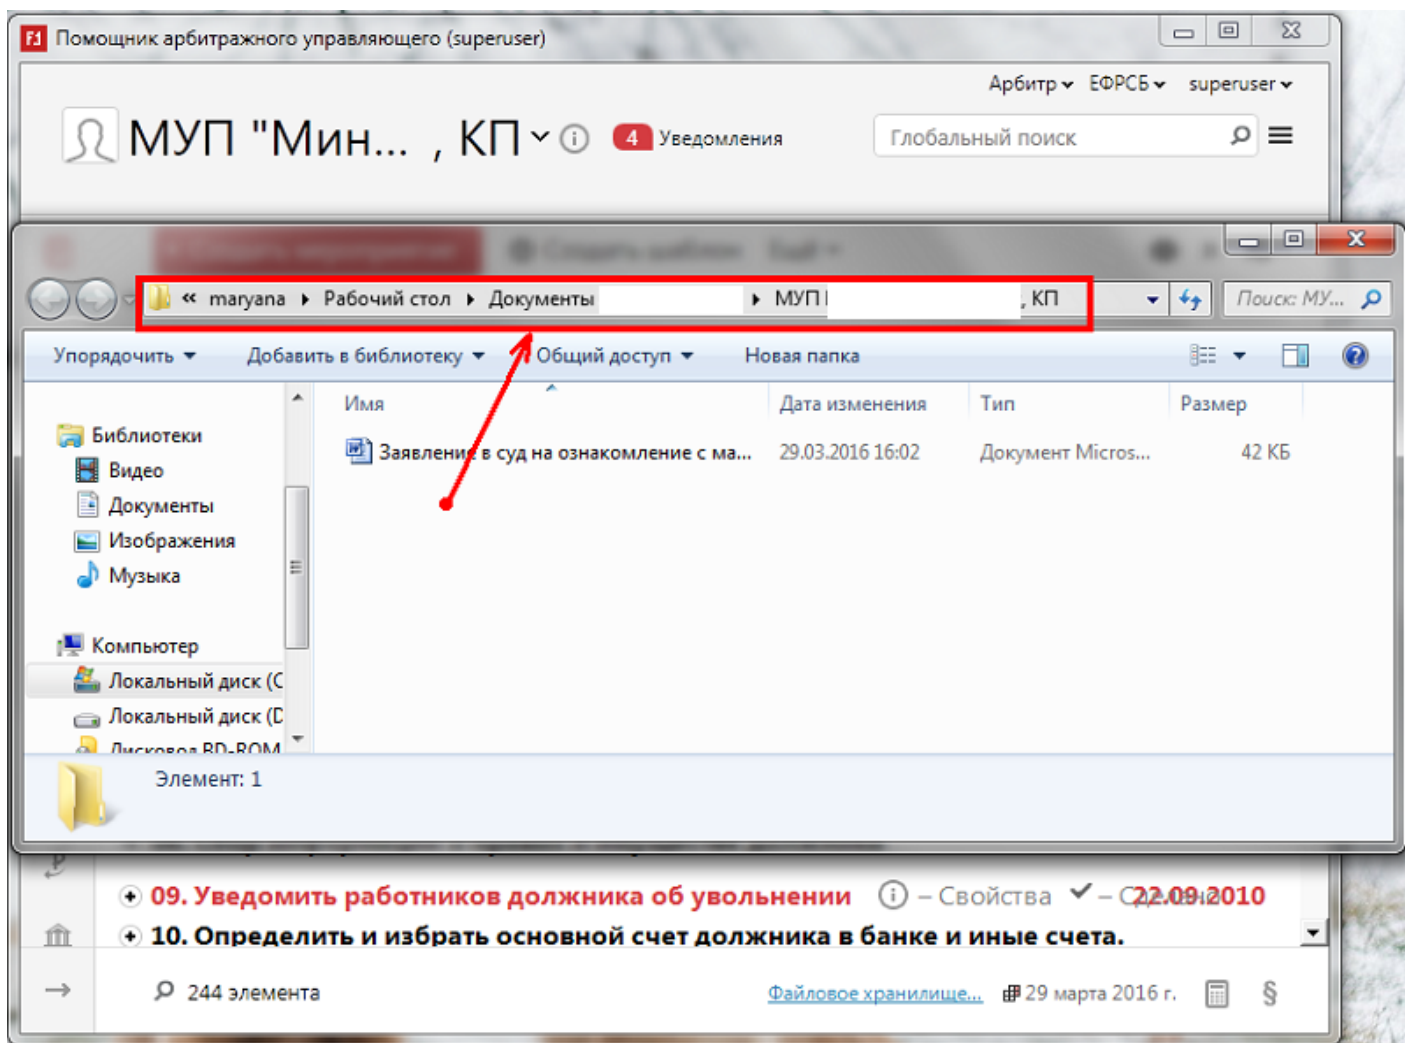 Помощник арбитражного управляющего (superuser)
Арбитр ЕФРСБ superuser
МУП "Мин... , КП 4 Уведомления Глобальный поиск
« maryana Рабочий стол Документы МУП , КП Поиск: МУ...
Упорядочить Добавить в библиотеку Общий доступ Новая папка
Имя Дата изменения Тип Размер
Заявление в суд на ознакомление с ма... 29.03.2016 16:02 Документ Micros... 42 КБ
Библиотеки
Видео
Документы
Изображения
Музыка
Компьютер
Локальный диск (C
Локальный диск (D
Дисковод BD-ROM
Элемент: 1
09. Уведомить работников должника об увольнении – Свойства – Сделано 22.09.2010
10. Определить и избрать основной счет должника в банке и иные счета.
244 элемента Файловое хранилище... 29 марта 2016 г. §